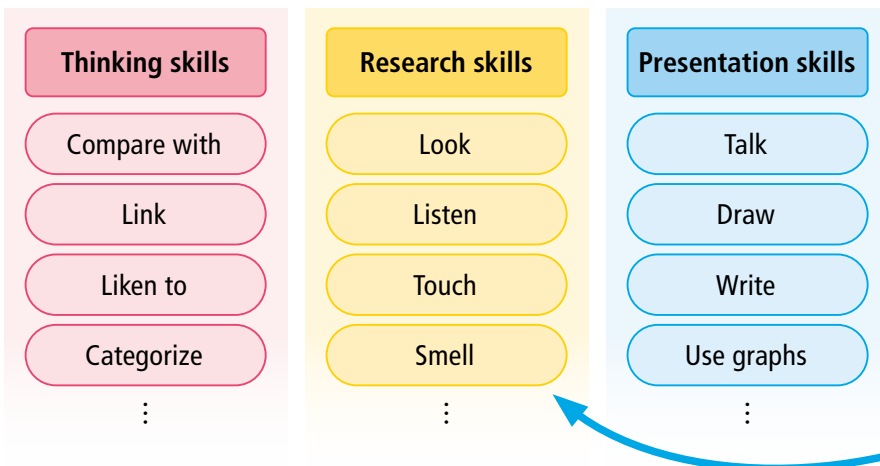 Thinking skills
Compare with
Link
Liken to
Categorize
⋮
Research skills
Look
Listen
Touch
Smell
⋮
Presentation skills
Talk
Draw
Write
Use graphs
⋮